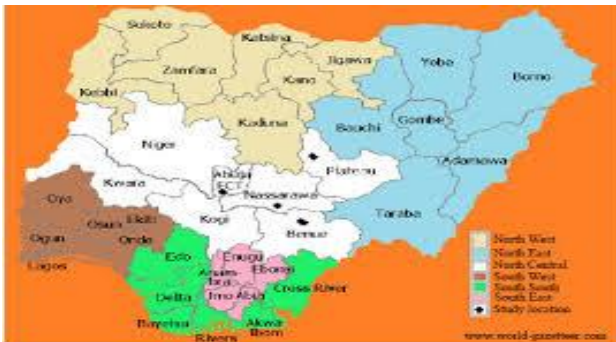 Sokoto
Katsina
Jigawa
Zamfara
Kano
Kebbi
Yobe
Borno
Kaduna
Bauchi
Gombe
Adamawa
Niger
Plateau
Abuja
FCT
Nassarawa
Kwara
Taraba
Oyo
Kogi
Benue
Osun
Ekiti
Ogun
Ondo
Lagos
Edo
Enugu
Ebonyi
Imo
Abia
Cross River
Delta
Bayelsa
Rivers
Akwa
Ibom
North West
North East
North Central
South West
South South
South East
Study location
www.world-gazetteer.com